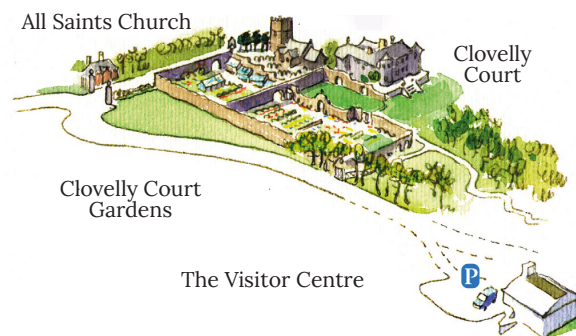 All Saints Church
Clovelly
Court
Clovelly Court
Gardens
The Visitor Centre
P